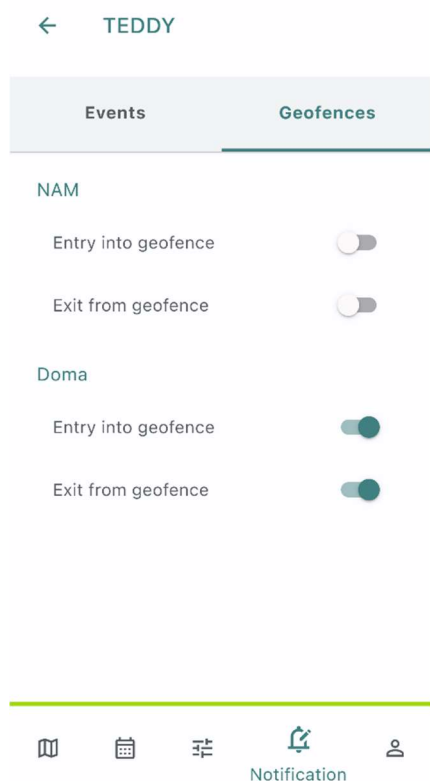 TEDDY
Events
Geofences
NAM
Entry into geofence
Exit from geofence
Doma
Entry into geofence
Exit from geofence
Notification